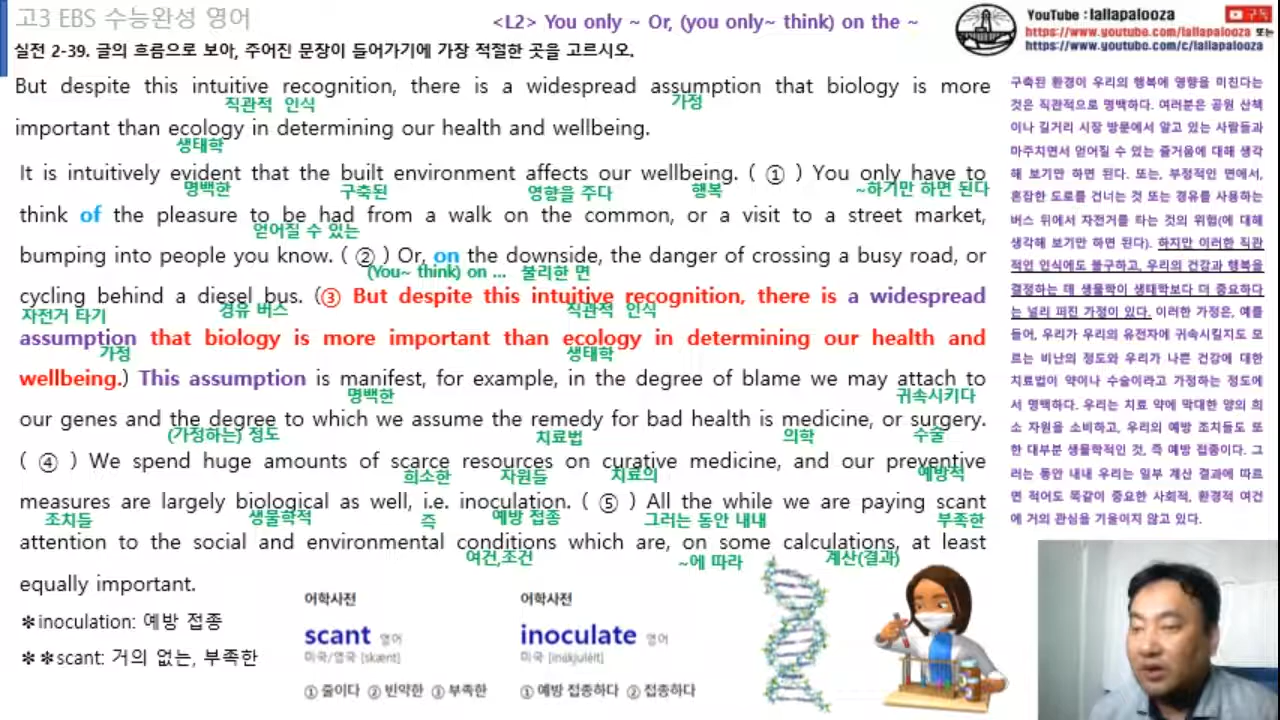 고3 EBS 수능완성 영어
<L2> You only ~ Or, (you only~ think) on the ~
YouTube : lallapalooza
구독
https://www.youtube.com/lallapalooza 또는
https://www.youtube.com/c/lallapalooza
실전 2-39. 글의 흐름으로 보아, 주어진 문장이 들어가기에 가장 적절한 곳을 고르시오.
But despite this intuitive recognition, there is a widespread assumption that biology is more
직관적 인식 가정
important than ecology in determining our health and wellbeing.
생태학
It is intuitively evident that the built environment affects our wellbeing. ( ① ) You only have to
명백한 구축된 영향을 주다 행복 ~하기만 하면 된다
think of the pleasure to be had from a walk on the common, or a visit to a street market,
얻어질 수 있는
bumping into people you know. ( ② ) Or, on the downside, the danger of crossing a busy road, or
(You~ think) on ... 불리한 면
cycling behind a diesel bus. (③ But despite this intuitive recognition, there is a widespread
자전거 타기 경유 버스 직관적 인식
assumption that biology is more important than ecology in determining our health and
가정 생태학
wellbeing.) This assumption is manifest, for example, in the degree of blame we may attach to
명백한 귀속시키다
our genes and the degree to which we assume the remedy for bad health is medicine, or surgery.
(가정하는) 정도 치료법 의학 수술
( ④ ) We spend huge amounts of scarce resources on curative medicine, and our preventive
희소한 자원들 치료의 예방적
measures are largely biological as well, i.e. inoculation. ( ⑤ ) All the while we are paying scant
조치들 생물학적 즉 예방 접종 그러는 동안 내내 부족한
attention to the social and environmental conditions which are, on some calculations, at least
여건,조건 ~에 따라 계산(결과)
equally important.
∗inoculation: 예방 접종
∗∗scant: 거의 없는, 부족한
어학사전
scant 영어
미국/영국 [skænt]
① 줄이다 ② 빈약한 ③ 부족한
어학사전
inoculate 영어
미국 [inάkjulèit]
① 예방 접종하다 ② 접종하다
구축된 환경이 우리의 행복에 영향을 미친다는
것은 직관적으로 명백하다. 여러분은 공원 산책
이나 길거리 시장 방문에서 알고 있는 사람들과
마주치면서 얻어질 수 있는 즐거움에 대해 생각
해 보기만 하면 된다. 또는, 부정적인 면에서,
혼잡한 도로를 건너는 것 또는 경유를 사용하는
버스 뒤에서 자전거를 타는 것의 위험(에 대해
생각해 보기만 하면 된다). 하지만 이러한 직관
적인 인식에도 불구하고, 우리의 건강과 행복을
결정하는 데 생물학이 생태학보다 더 중요하다
는 널리 퍼진 가정이 있다. 이러한 가정은, 예를
들어, 우리가 우리의 유전자에 귀속시킬지도 모
르는 비난의 정도와 우리가 나쁜 건강에 대한
치료법이 약이나 수술이라고 가정하는 정도에
서 명백하다. 우리는 치료 약에 막대한 양의 희
소 자원을 소비하고, 우리의 예방 조치들도 또
한 대부분 생물학적인 것, 즉 예방 접종이다. 그
러는 동안 내내 우리는 일부 계산 결과에 따르
면 적어도 똑같이 중요한 사회적, 환경적 여건
에 거의 관심을 기울이지 않고 있다.